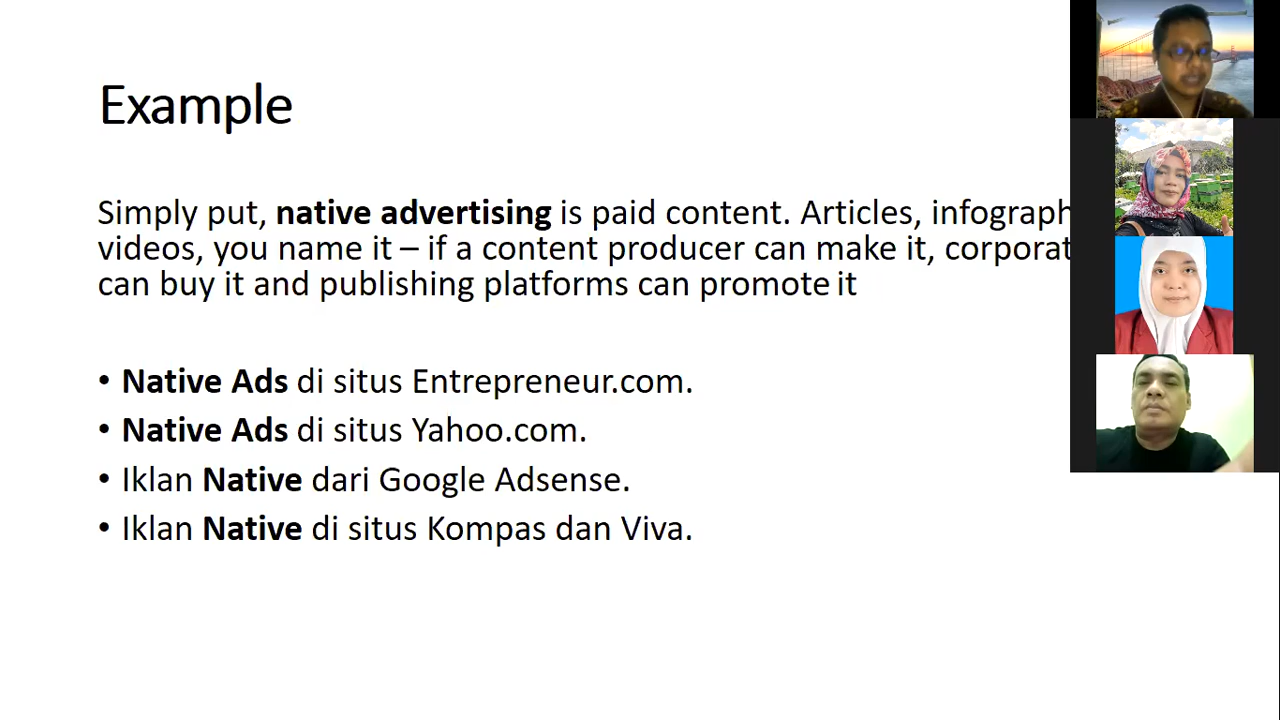 Example
Simply put, native advertising is paid content. Articles,
videos, you name it – if a content producer can make it,
can buy it and publishing platforms can promote it
• Native Ads di situs Entrepreneur.com.
• Native Ads di situs Yahoo.com.
• Iklan Native dari Google Adsense.
• Iklan Native di situs Kompas dan Viva.